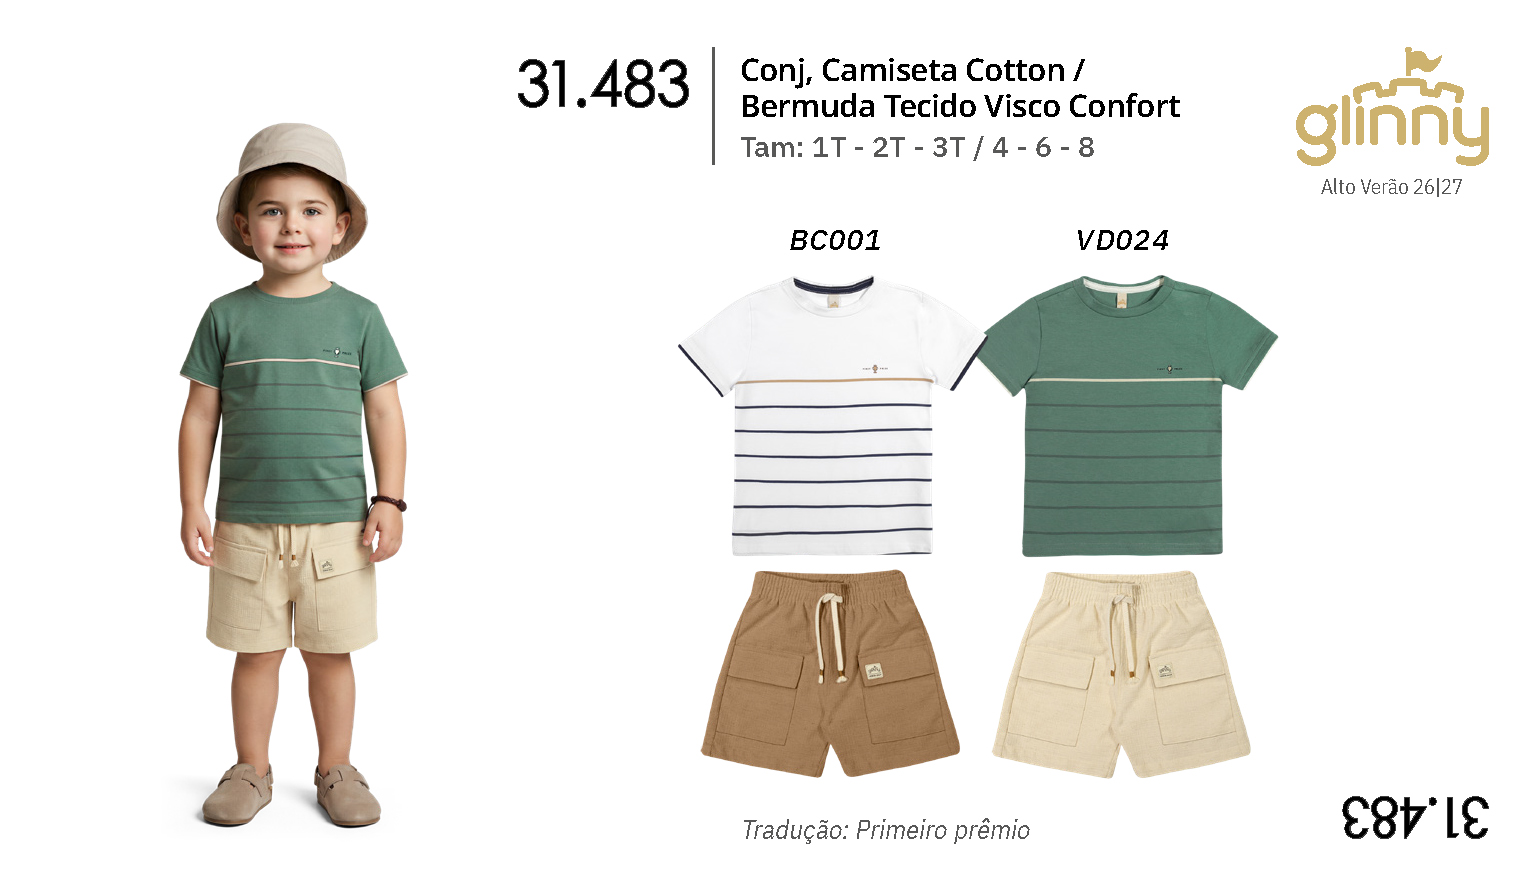 31.483
Conj, Camiseta Cotton /
Bermuda Tecido Visco Confort
Tam: 1T - 2T - 3T / 4 - 6 - 8
glinny
Alto Verão 26|27
BC001
VD024
glinny
Tradução: Primeiro prêmio
31.483